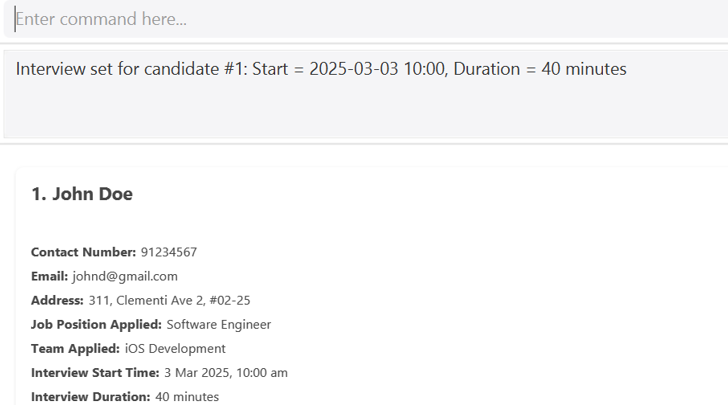 Enter command here...
Interview set for candidate #1: Start = 2025-03-03 10:00, Duration = 40 minutes
1. John Doe
Contact Number: 91234567
Email: johnd@gmail.com
Address: 311, Clementi Ave 2, #02-25
Job Position Applied: Software Engineer
Team Applied: iOS Development
Interview Start Time: 3 Mar 2025, 10:00 am
Interview Duration: 40 minutes